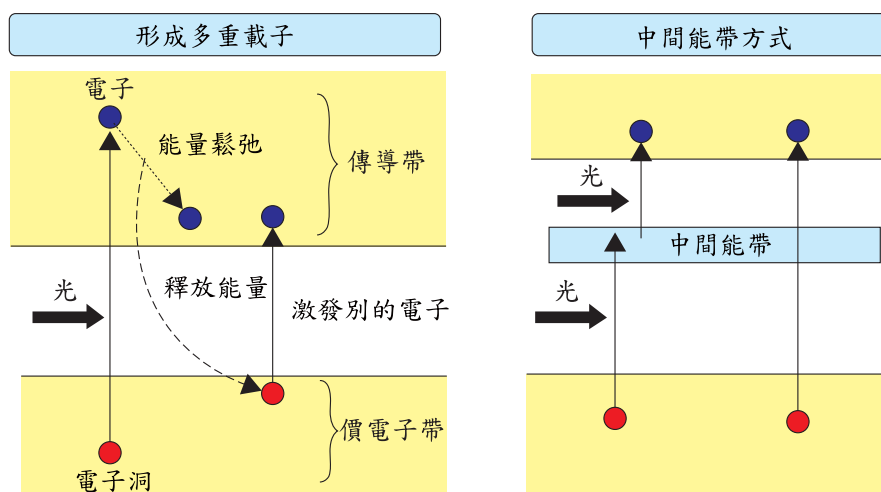 形成多重載子
電子
能量鬆弛
傳導帶
光
釋放能量
激發別的電子
價電子帶
電子洞
中間能帶方式
光
中間能帶
光